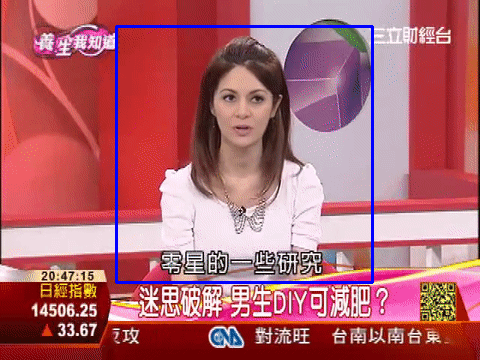 養生我知道
三立財經台
零星的一些研究
20:47:15
日經指數
14506.25
▲ 33.67
迷思破解 男生DIY可減肥？
反攻
CNA
對流旺
台南以南台東